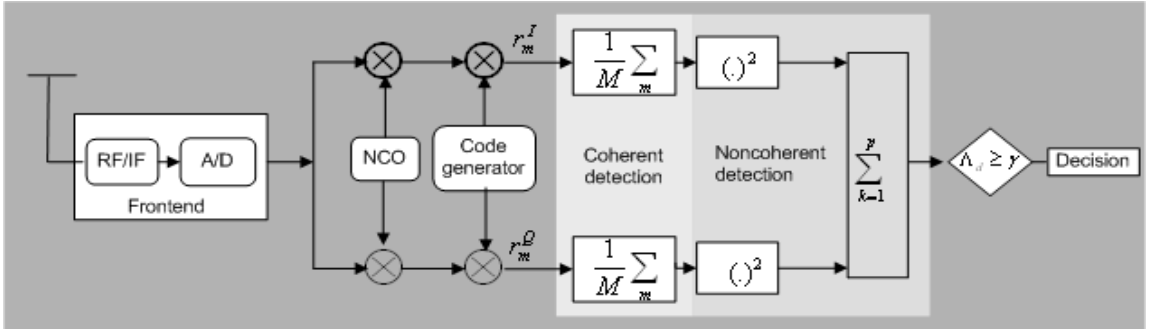 r_m^I
1/M ∑_m
(.)²
RF/IF
A/D
Frontend
NCO
Code
generator
Coherent
detection
Noncoherent
detection
∑_{k=1}^{p}
Λ_d ≥ γ
Decision
r_m^Q
1/M ∑_m
(.)²